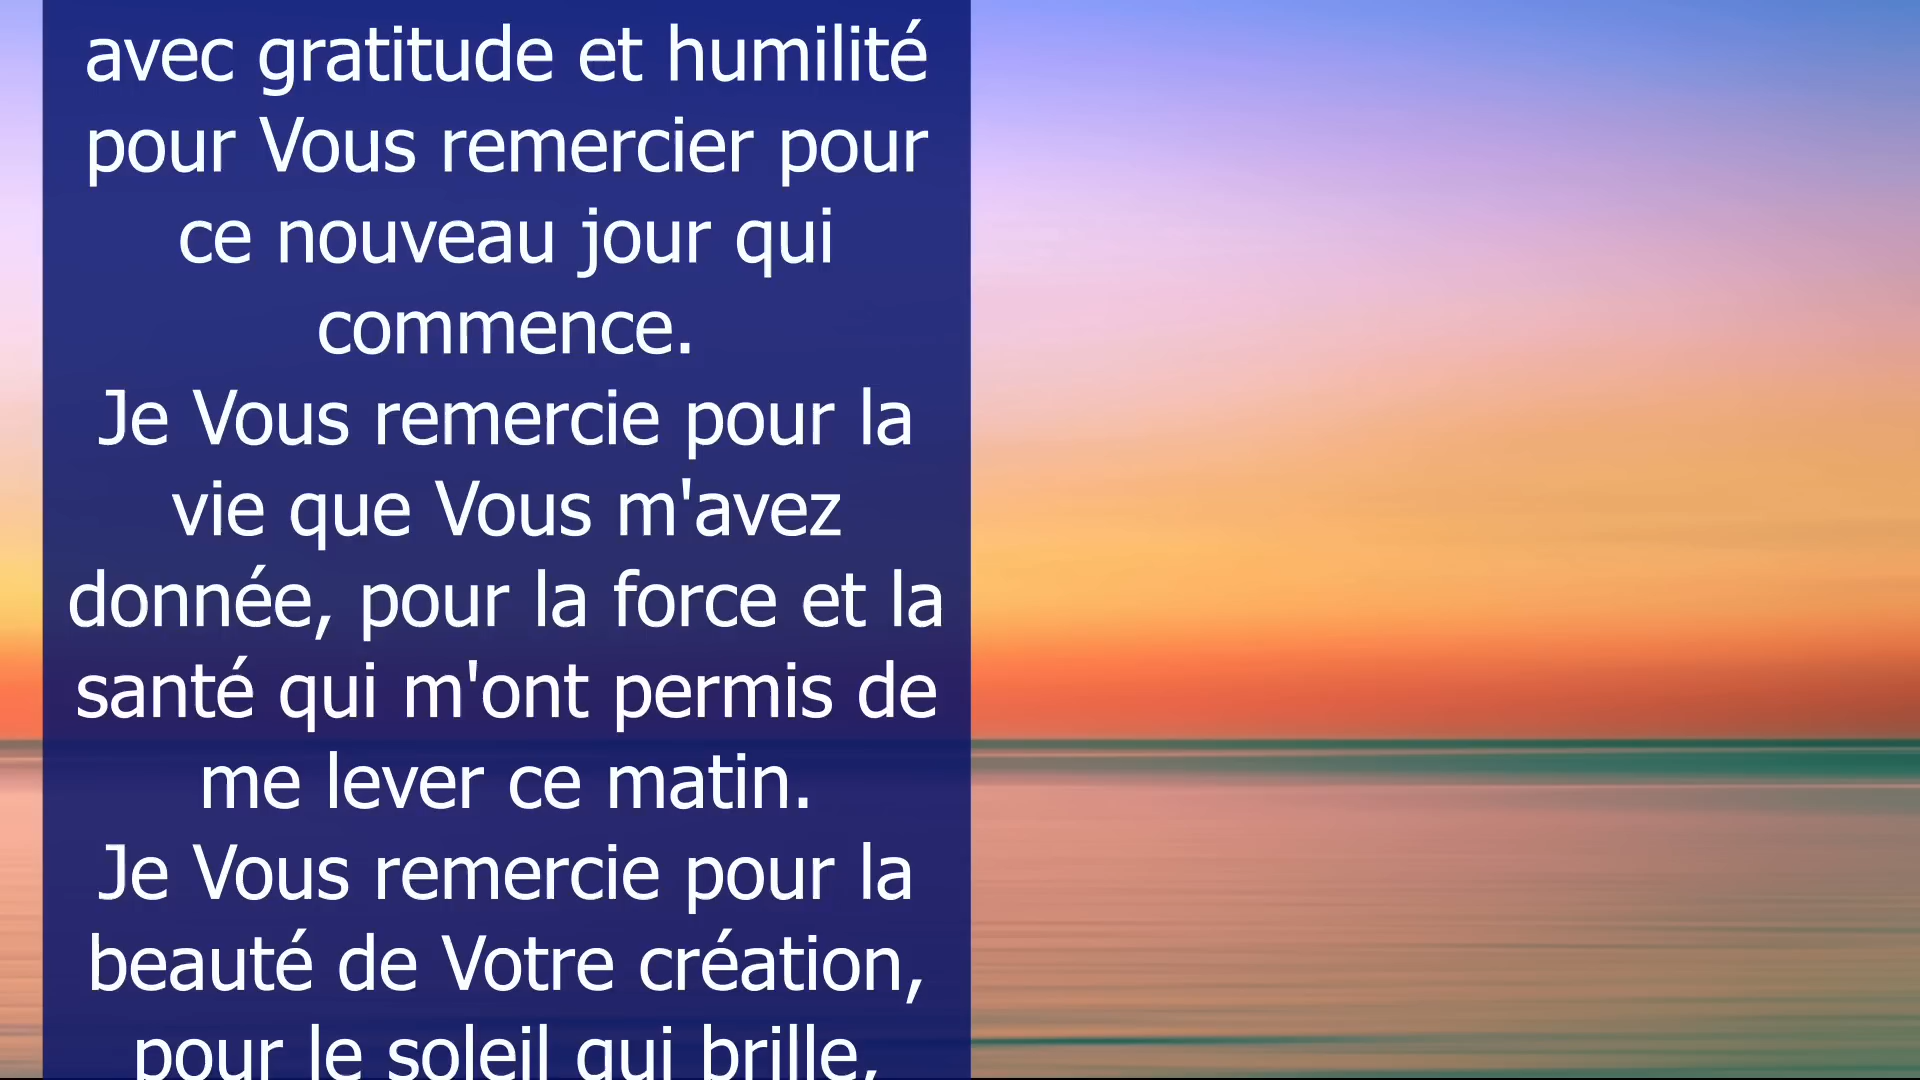 avec gratitude et humilité
pour Vous remercier pour
ce nouveau jour qui
commence.
Je Vous remercie pour la
vie que Vous m'avez
donnée, pour la force et la
santé qui m'ont permis de
me lever ce matin.
Je Vous remercie pour la
beauté de Votre création,
pour le soleil qui brille,